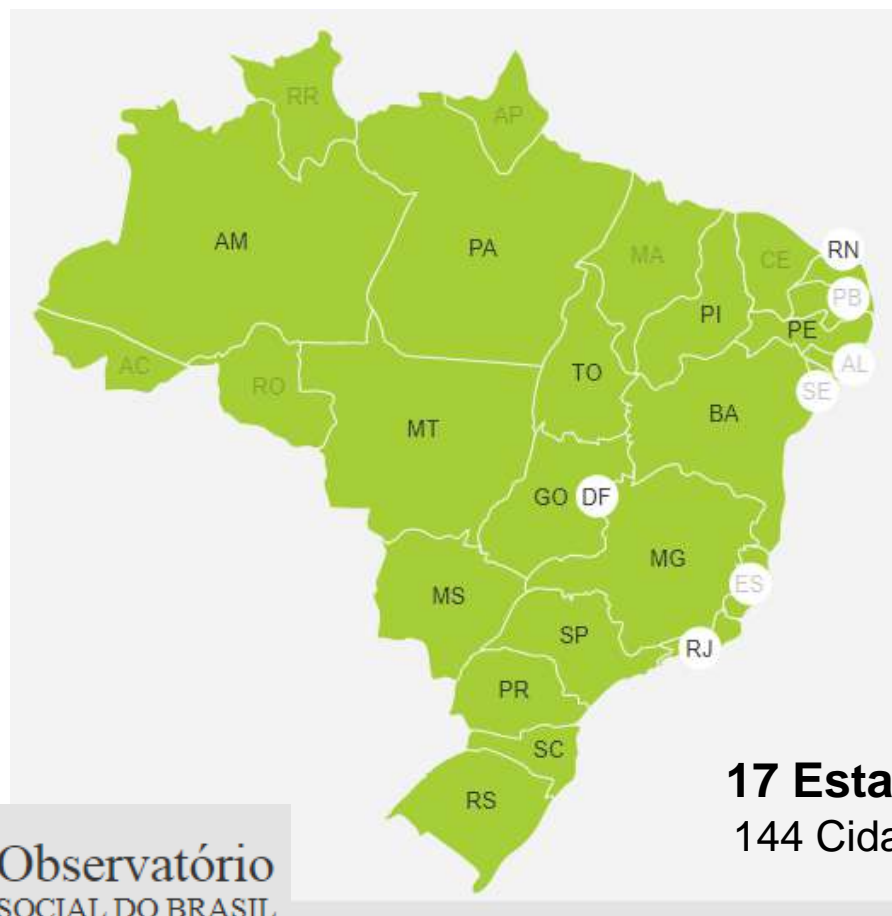 RR
AP
AM
PA
MA
CE
RN
PB
PI
PE
AC
RO
TO
AL
SE
MT
BA
GO DF
MG
ES
MS
SP
RJ
PR
SC
RS
17 Esta
144 Cida
Observatório
SOCIAL DO BRASIL